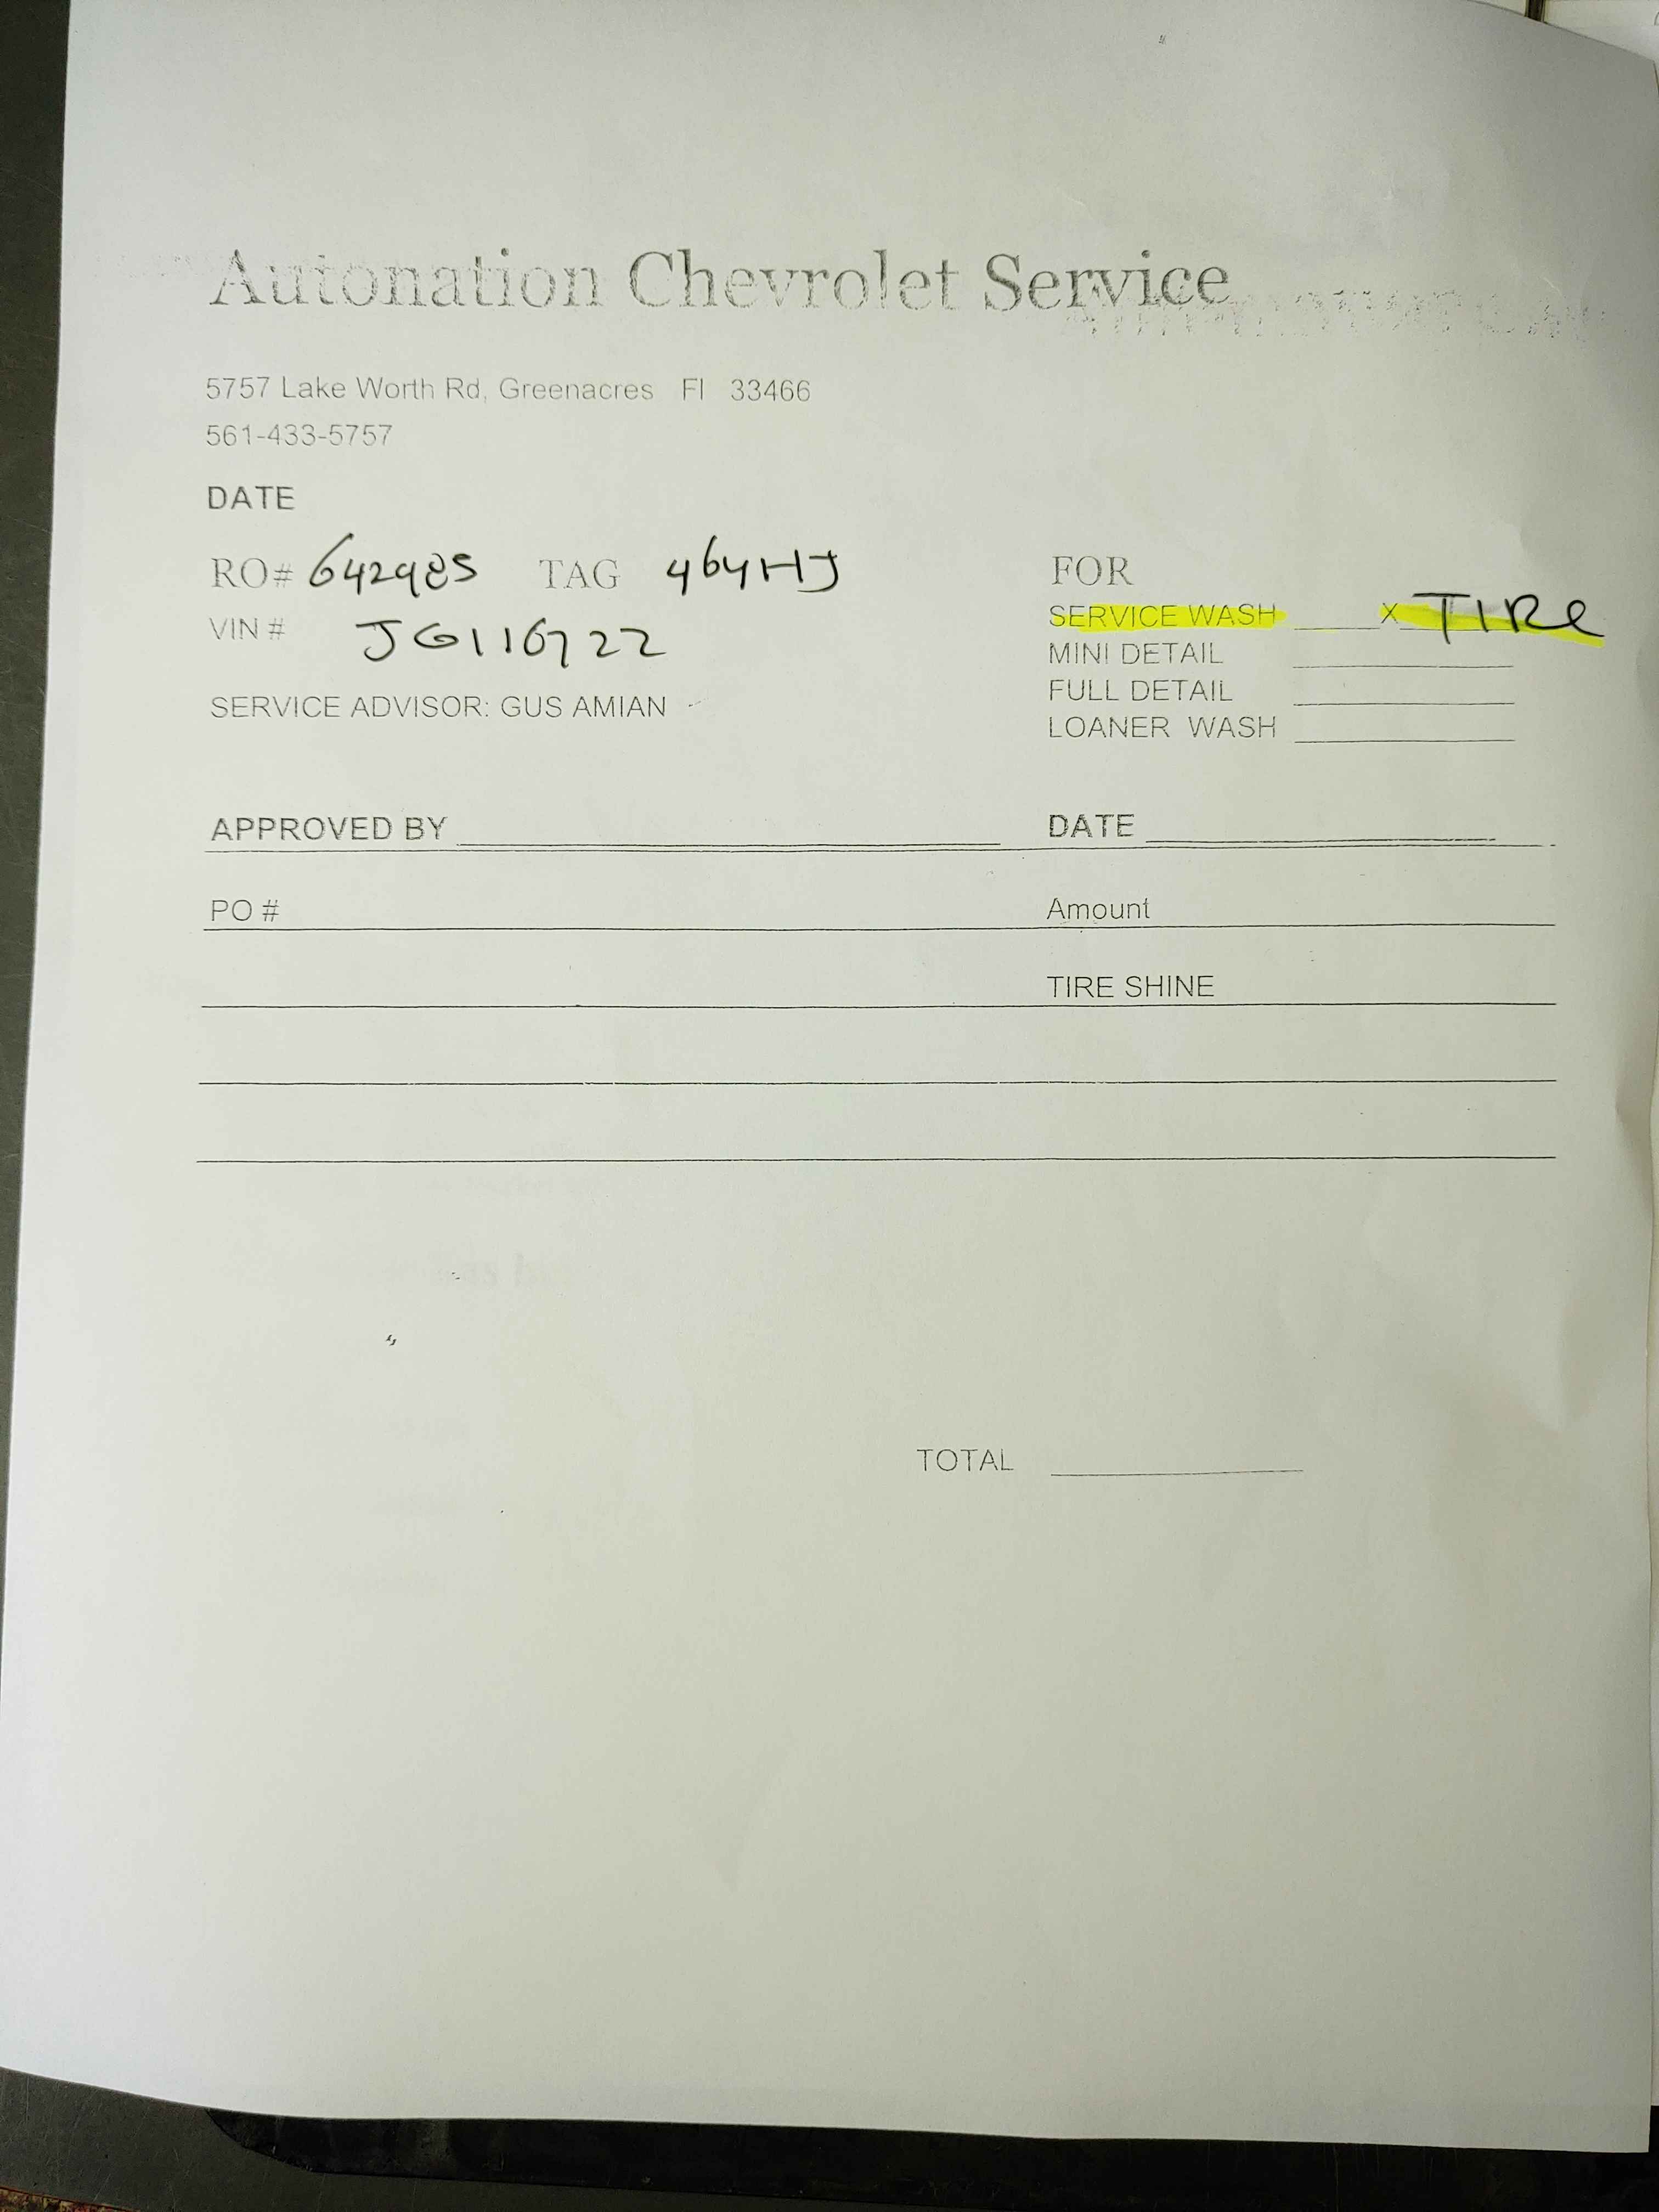 Autonation Chevrolet Service
5757 Lake Worth Rd, Greenacres Fl 33466
561-433-5757
DATE
RO# 642985 TAG 464HJ FOR
SERVICE WASH X TIRE
VIN # JG116722
MINI DETAIL
FULL DETAIL
SERVICE ADVISOR: GUS AMIAN
LOANER WASH
APPROVED BY DATE
PO # Amount
TIRE SHINE
TOTAL